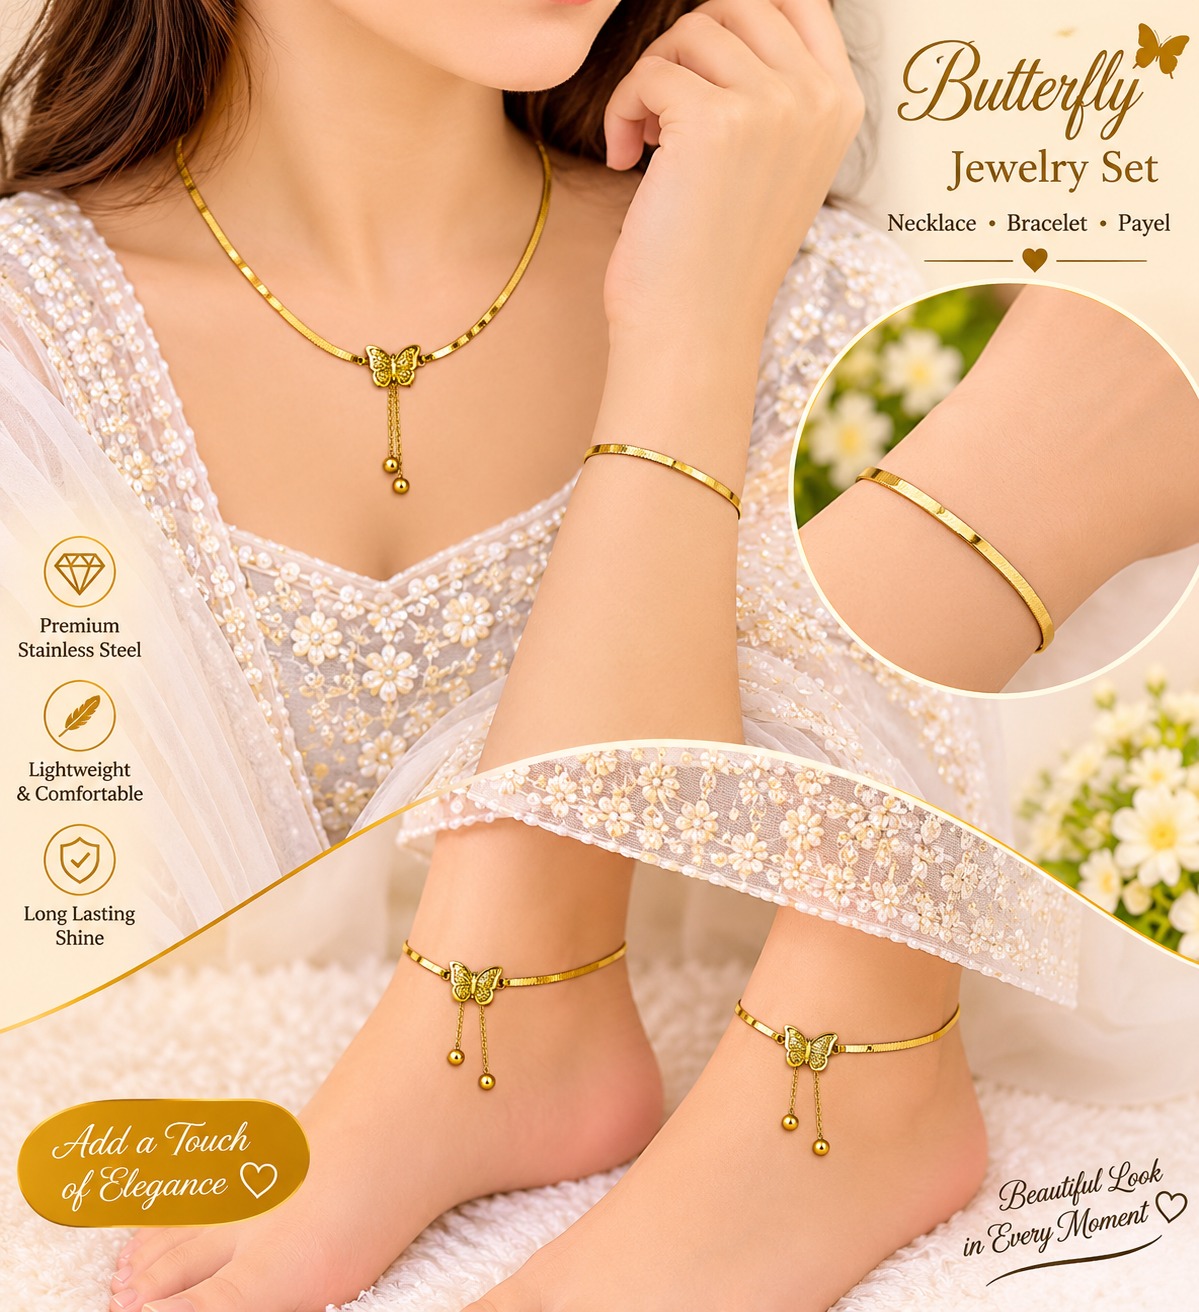 Butterfly
Jewelry Set
Necklace • Bracelet • Payel
Premium
Stainless Steel
Lightweight
& Comfortable
Long Lasting
Shine
Add a Touch
of Elegance
Beautiful Look
in Every Moment